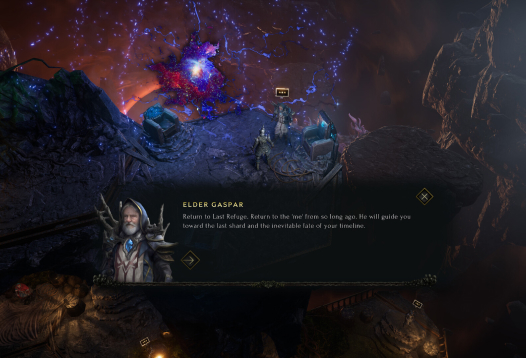 ELDER GASPAR
Return to Last Refuge. Return to the 'me' from so long ago. He will guide you
toward the last shard and the inevitable fate of your timeline.